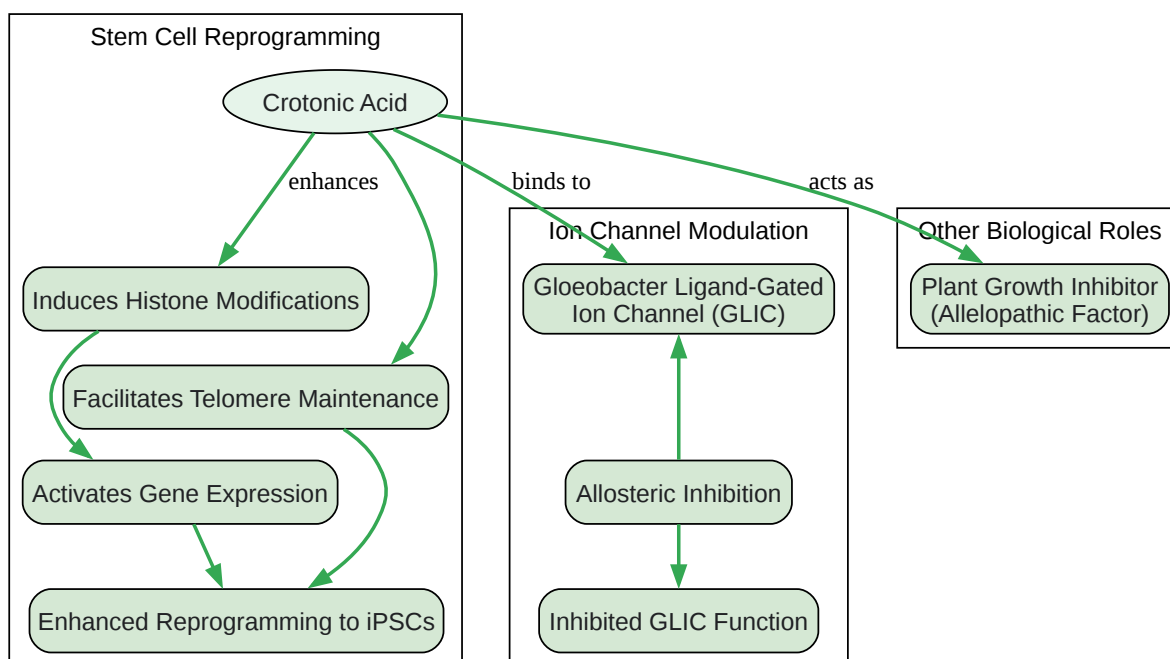 Stem Cell Reprogramming
Crotonic Acid
enhances
binds to
acts as
Ion Channel Modulation
Other Biological Roles
Induces Histone Modifications
Gloeobacter Ligand-Gated
Ion Channel (GLIC)
Plant Growth Inhibitor
(Allelopathic Factor)
Facilitates Telomere Maintenance
Activates Gene Expression
Allosteric Inhibition
Enhanced Reprogramming to iPSCs
Inhibited GLIC Function